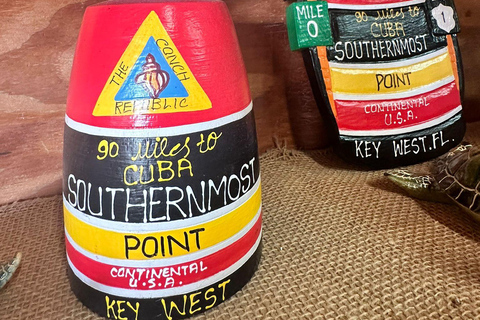 THE CONCH
REPUBLIC
90 Miles to
CUBA
SOUTHERNMOST
POINT
CONTINENTAL
U.S.A.
KEY WEST
MILE
0
1
90 Miles to
CUBA
SOUTHERNMOST
POINT
CONTINENTAL
U.S.A.
KEY WEST.FL.